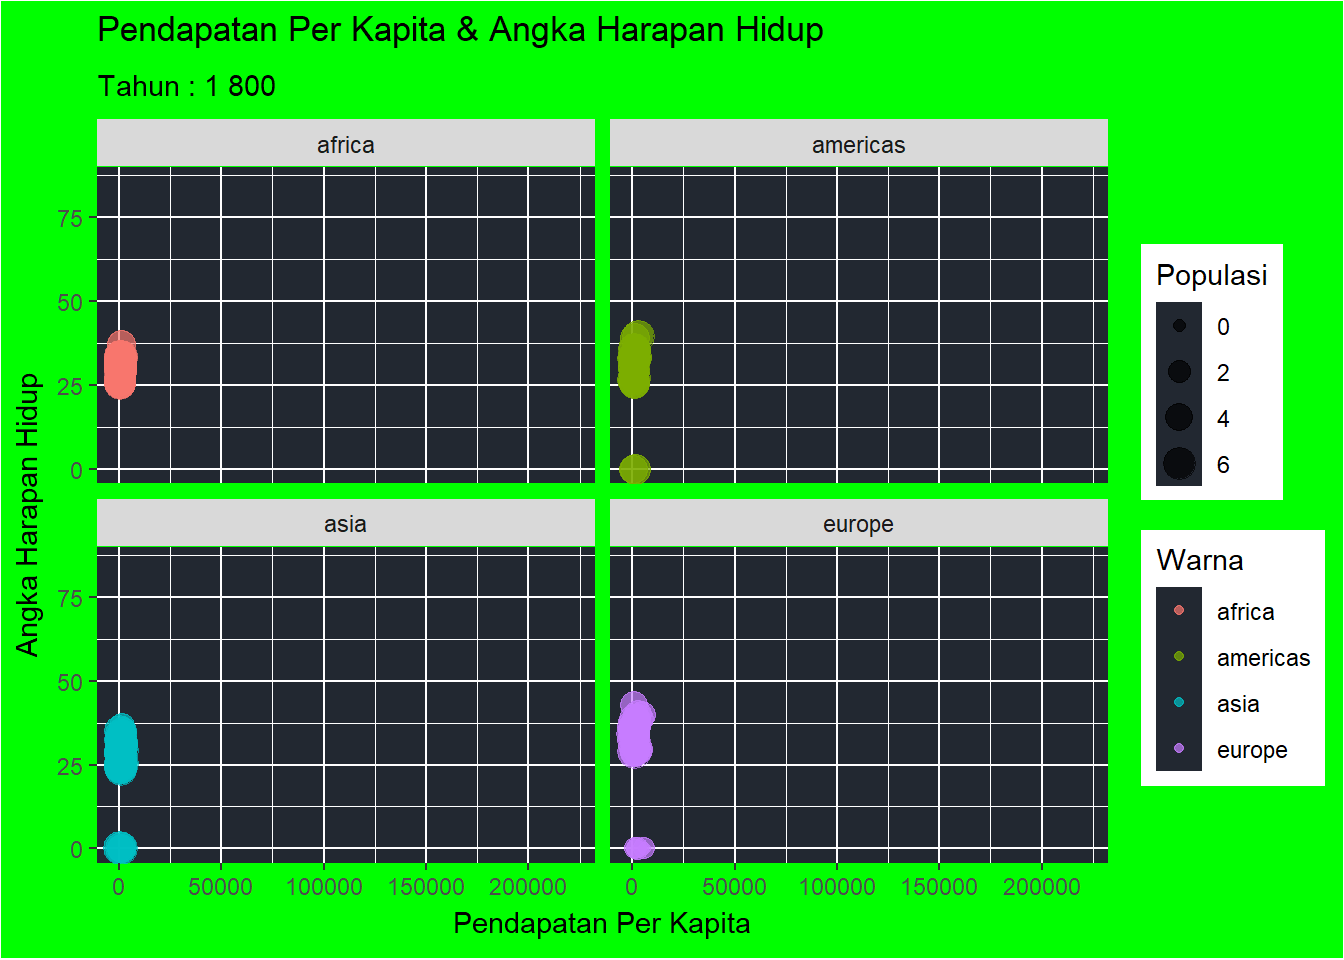 Pendapatan Per Kapita & Angka Harapan Hidup
Tahun : 1 800
africa
americas
75
50
25
0
asia
europe
75
50
25
0
0 50000 100000 150000 200000
0 50000 100000 150000 200000
Pendapatan Per Kapita
Angka Harapan Hidup
Populasi
0
2
4
6
Warna
africa
americas
asia
europe